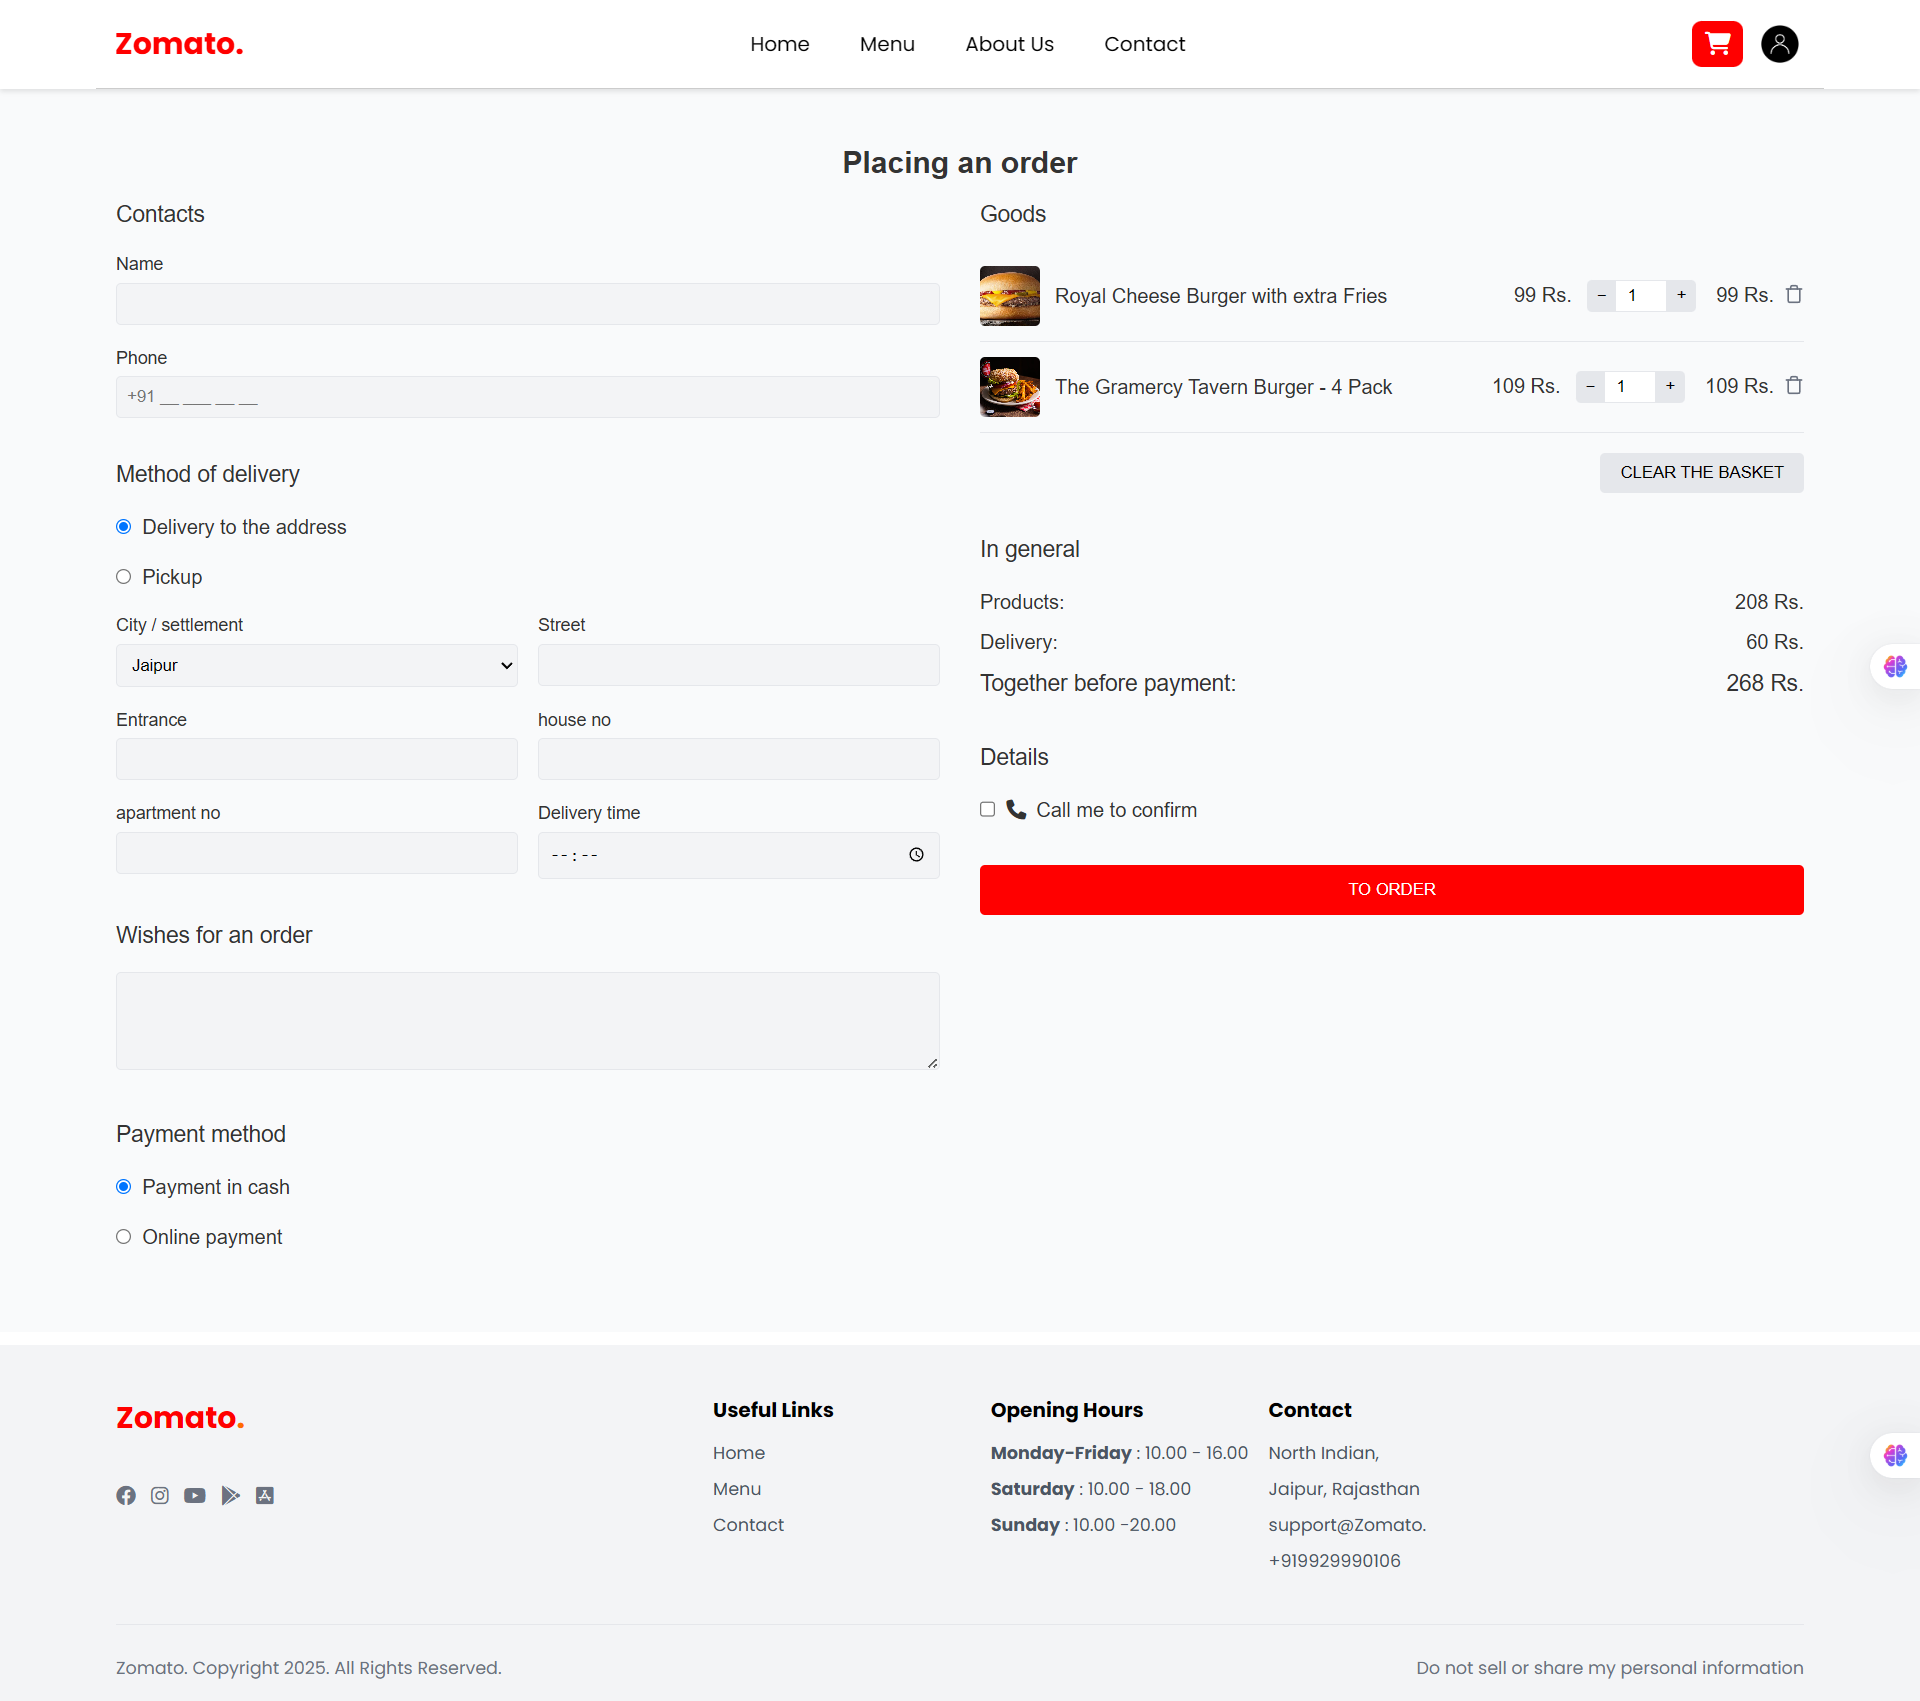 Zomato.
Home
Menu
About Us
Contact
Placing an order
Contacts
Name
Phone
+91 __ ___ __ __
Method of delivery
Delivery to the address
Pickup
City / settlement
Street
Jaipur
Entrance
house no
apartment no
Delivery time
--:--
Wishes for an order
Payment method
Payment in cash
Online payment
Goods
Royal Cheese Burger with extra Fries 99 Rs. − 1 + 99 Rs.
The Gramercy Tavern Burger - 4 Pack 109 Rs. − 1 + 109 Rs.
CLEAR THE BASKET
In general
Products: 208 Rs.
Delivery: 60 Rs.
Together before payment: 268 Rs.
Details
Call me to confirm
TO ORDER
Zomato.
Useful Links
Home
Menu
Contact
Opening Hours
Monday-Friday : 10.00 - 16.00
Saturday : 10.00 - 18.00
Sunday : 10.00 -20.00
Contact
North Indian,
Jaipur, Rajasthan
support@Zomato.
+919929990106
Zomato. Copyright 2025. All Rights Reserved.
Do not sell or share my personal information